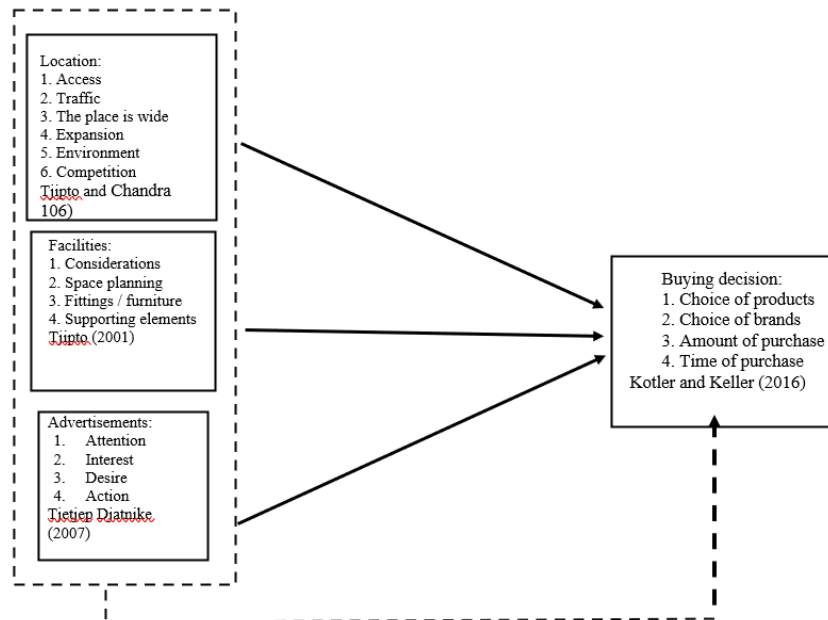 Location:
1. Access
2. Traffic
3. The place is wide
4. Expansion
5. Environment
6. Competition
Tjipto and Chandra
106)
Facilities:
1. Considerations
2. Space planning
3. Fittings / furniture
4. Supporting elements
Tjipto (2001)
Advertisements:
1. Attention
2. Interest
3. Desire
4. Action
Tjetjep Djatnike
(2007)
Buying decision:
1. Choice of products
2. Choice of brands
3. Amount of purchase
4. Time of purchase
Kotler and Keller (2016)